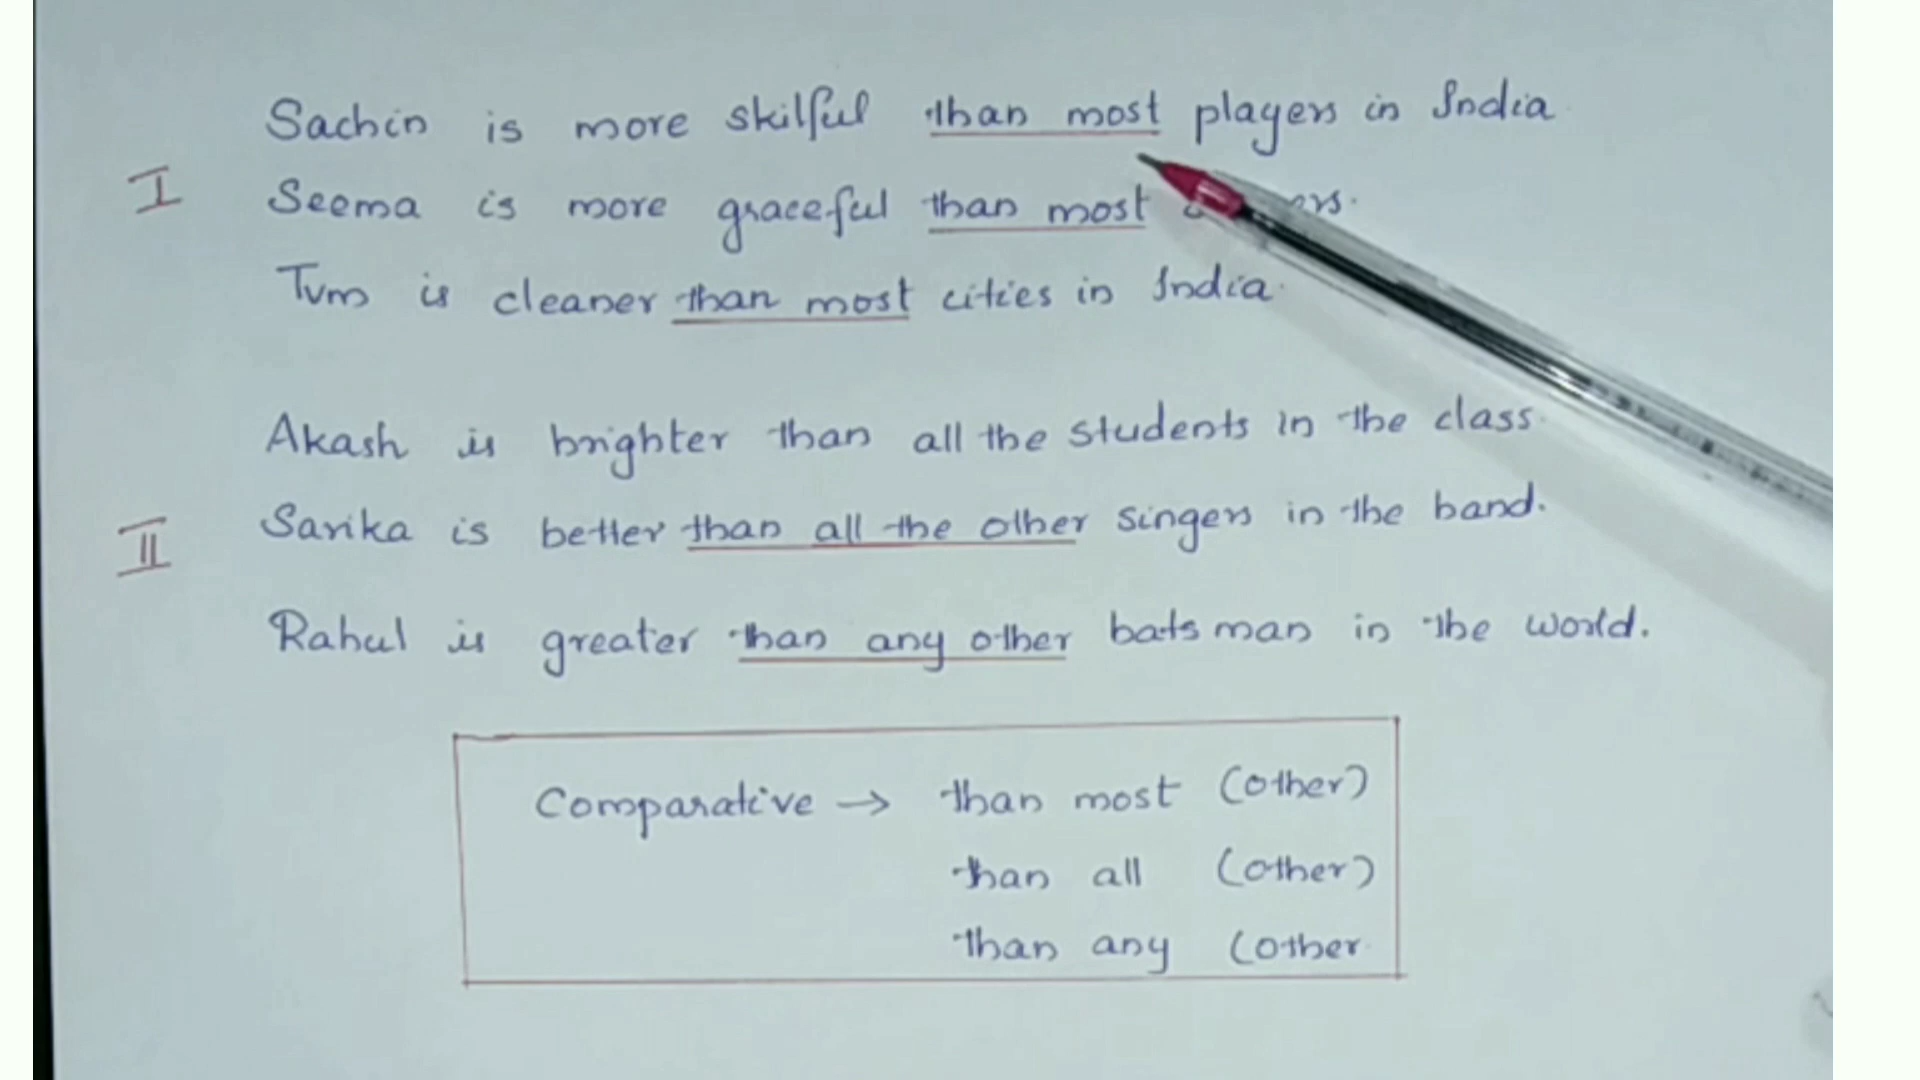 Sachin is more skilful than most players in India
I
Seema is more graceful than most
Tvm is cleaner than most cities in India.
Akash is brighter than all the students in the class.
II
Sarika is better than all the other singers in the band.
Rahul is greater than any other batsman in the world.
Comparative → than most (other)
than all (other)
than any (other